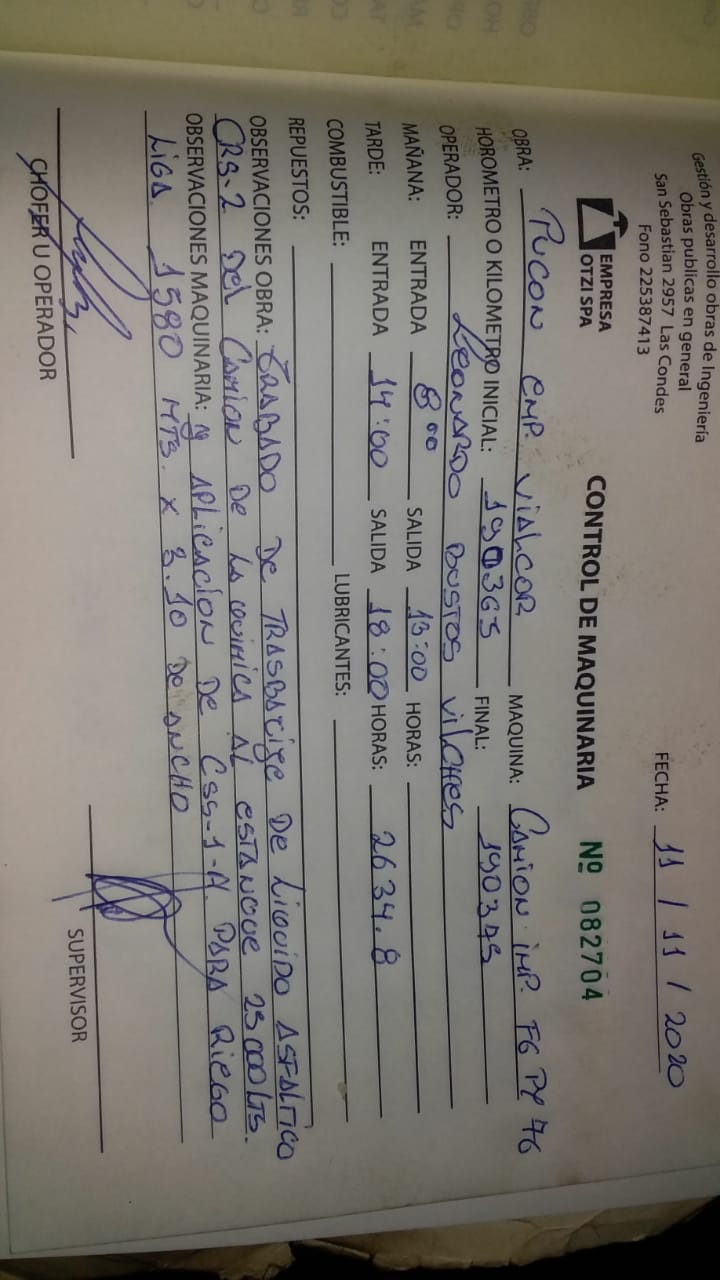 Gestión y desarrollo obras de Ingeniería
Obras publicas en general
San Sebastian 2957 Las Condes
Fono 225387413
FECHA: 11 / 11 / 2020
EMPRESA
OTZI SPA
CONTROL DE MAQUINARIA Nº 082704
OBRA: PUCON EMP. VIALCOR MAQUINA: CAMION IMP. FG PY 76
HOROMETRO O KILOMETRO INICIAL: 190365 FINAL: 190375
OPERADOR: LEONARDO BUSTOS VILCHES
MAÑANA: ENTRADA 8 00 SALIDA 13:00 HORAS:
TARDE: ENTRADA 14:00 SALIDA 18:00 HORAS: 2634.8
COMBUSTIBLE: LUBRICANTES:
REPUESTOS:
OBSERVACIONES OBRA: TRABADO DE TRASBACIJE DE LIQUIDO ASFALTICO
CRS-2 DEL CAMION DE LA QUIMICA AL ESTANQUE 25000 LTS.
OBSERVACIONES MAQUINARIA: y APLICACION DE CSS-1-H. PARA RIEGO
LIGA. 1580 MTS. X 3.10 DE ANCHO
CHOFER U OPERADOR
SUPERVISOR